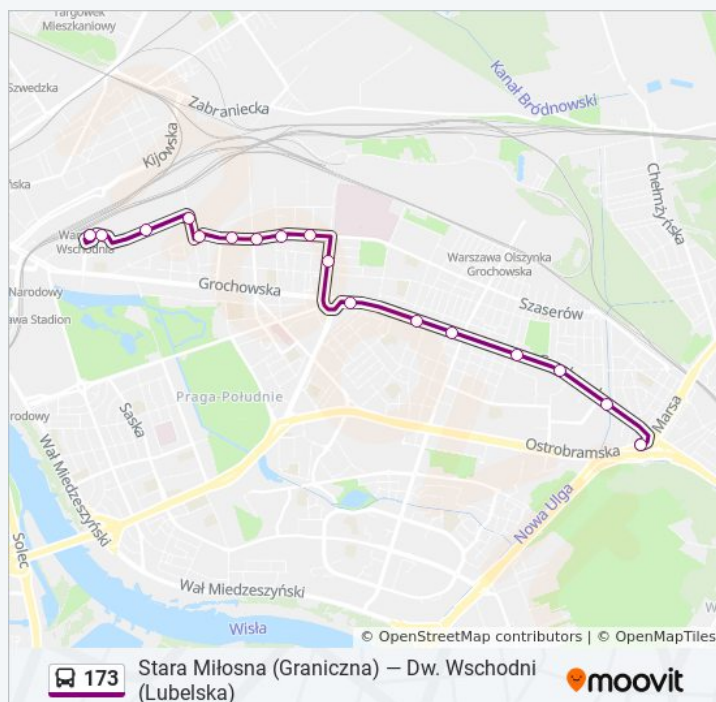 Targówek
Mieszkaniowy
Szwedzka
Zabraniecka
Kanał Bródnowski
Kijowska
Chełmżyńska
ńska
Wschodnia
Warszawa Olszynka
Grochowska
Narodowy
Grochowska
Szaserów
wa Stadion
Praga-Południe
Marsa
Saska
Ostrobramska
Wał Miedzeszyński
Nowa Ulga
Solec
Wał Miedzeszyński
Wisła
© OpenStreetMap contributors | © OpenMapTiles
173
Stara Miłosna (Graniczna) — Dw. Wschodni
(Lubelska)
moovit